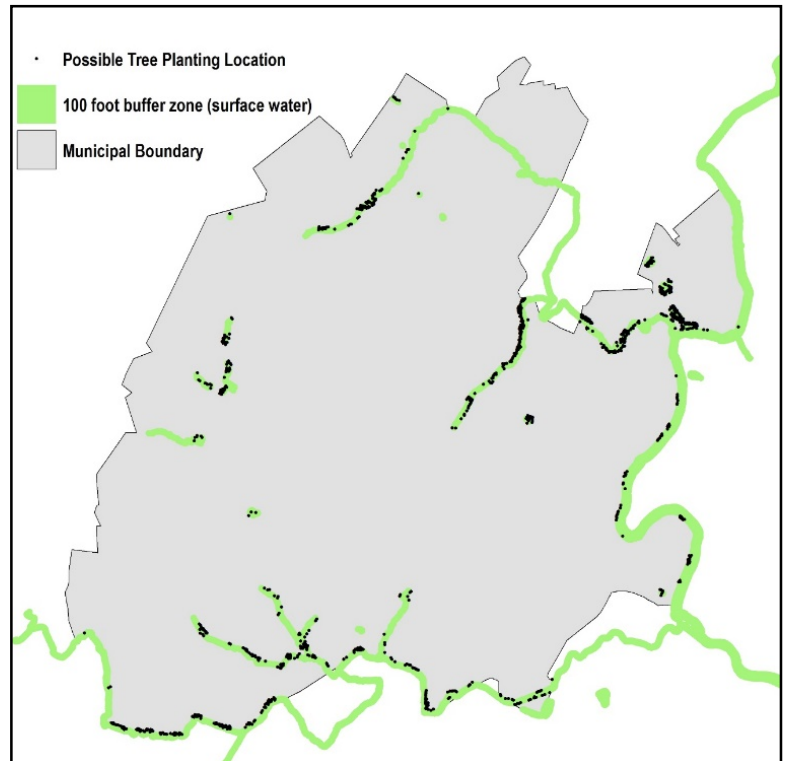 Possible Tree Planting Location
100 foot buffer zone (surface water)
Municipal Boundary